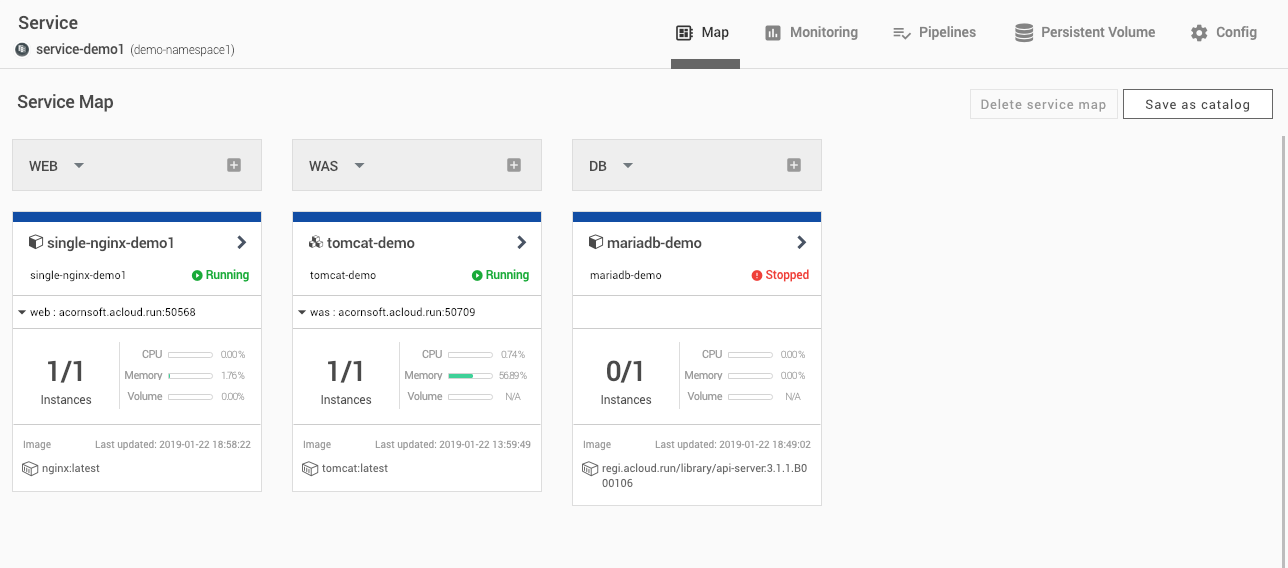 Service
service-demo1 (demo-namespace1)
Map
Monitoring
Pipelines
Persistent Volume
Config
Service Map
Delete service map
Save as catalog
WEB
WAS
DB
single-nginx-demo1
single-nginx-demo1 Running
web : acornsoft.acloud.run:50568
1/1
Instances
CPU 0.00%
Memory 1.76%
Volume 0.00%
Image Last updated: 2019-01-22 18:58:22
nginx:latest
tomcat-demo
tomcat-demo Running
was : acornsoft.acloud.run:50709
1/1
Instances
CPU 0.74%
Memory 56.89%
Volume N/A
Image Last updated: 2019-01-22 13:59:49
tomcat:latest
mariadb-demo
mariadb-demo Stopped
0/1
Instances
CPU 0.00%
Memory 0.00%
Volume N/A
Image Last updated: 2019-01-22 18:49:02
regi.acloud.run/library/api-server:3.1.1.B0
00106